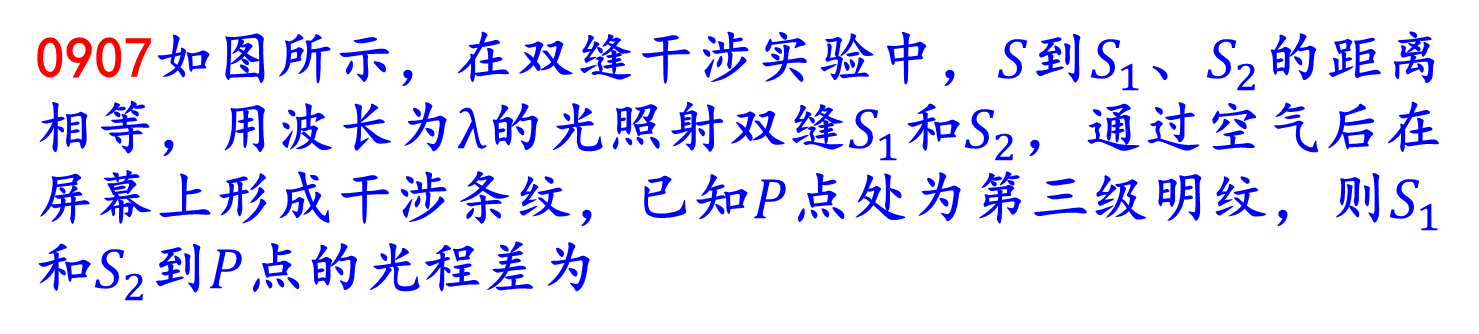 0907如图所示，在双缝干涉实验中，S到S₁、S₂的距离
相等，用波长为λ的光照射双缝S₁和S₂，通过空气后在
屏幕上形成干涉条纹，已知P点处为第三级明纹，则S₁
和S₂到P点的光程差为